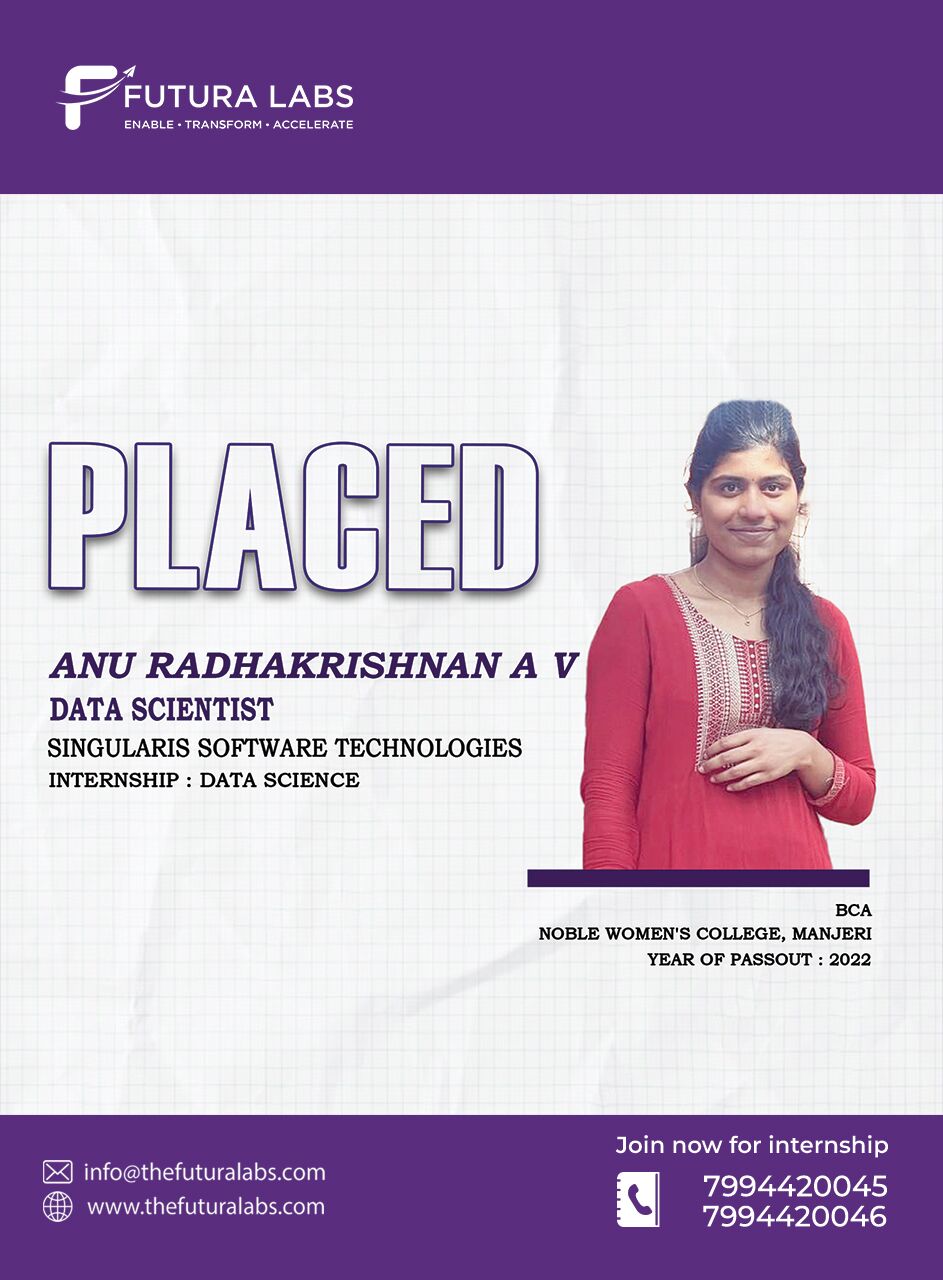 FUTURA LABS
ENABLE • TRANSFORM • ACCELERATE
PLACED
ANU RADHAKRISHNAN A V
DATA SCIENTIST
SINGULARIS SOFTWARE TECHNOLOGIES
INTERNSHIP : DATA SCIENCE
BCA
NOBLE WOMEN'S COLLEGE, MANJERI
YEAR OF PASSOUT : 2022
info@thefuturalabs.com
www.thefuturalabs.com
Join now for internship
7994420045
7994420046